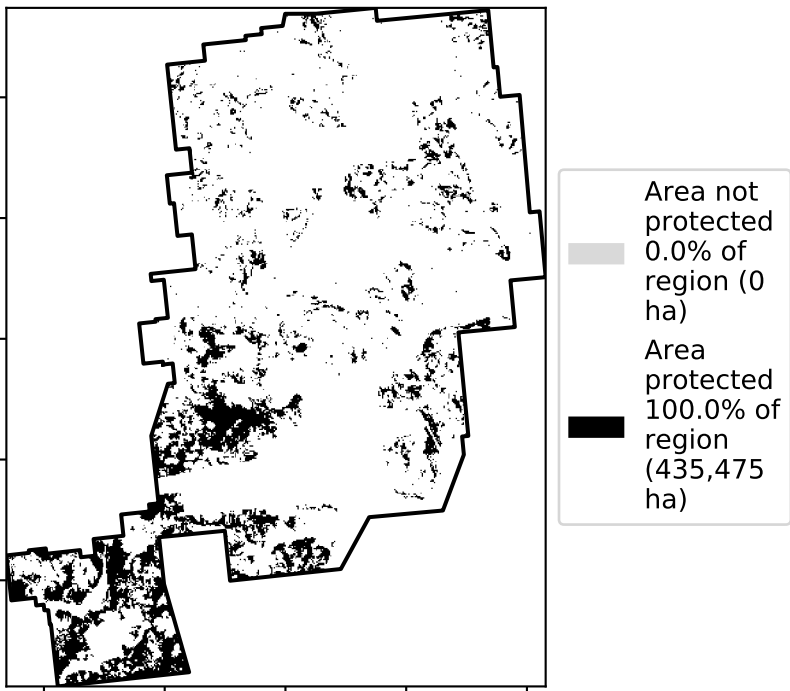 Area not
protected
0.0% of
region (0
ha)
Area
protected
100.0% of
region
(435,475
ha)